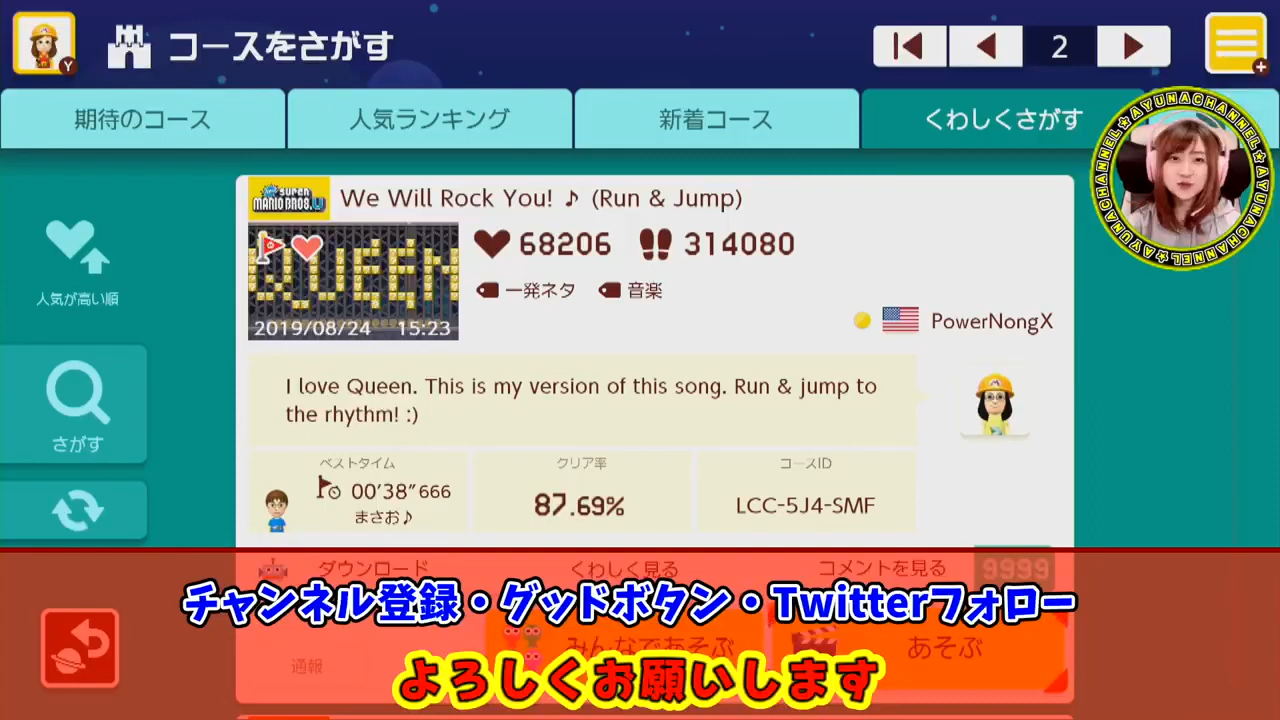 コースをさがす
2
Y
+
期待のコース
人気ランキング
新着コース
くわしくさがす
★AYUNACHANNEL★AYUNACHANNEL★AYUNACHANNEL
SUPER
MARIO BROS. U
We Will Rock You! ♪ (Run & Jump)
QUEEN
68206
314080
一発ネタ
音楽
2019/08/24 15:23
PowerNongX
人気が高い順
I love Queen. This is my version of this song. Run & jump to
the rhythm! :)
さがす
ベストタイム
00'38"666
まさお♪
クリア率
87.69%
コースID
LCC-5J4-SMF
ダウンロード
くわしく見る
コメントを見る
9999
チャンネル登録・グッドボタン・Twitterフォロー
みんなであそぶ
あそぶ
通報
よろしくお願いします